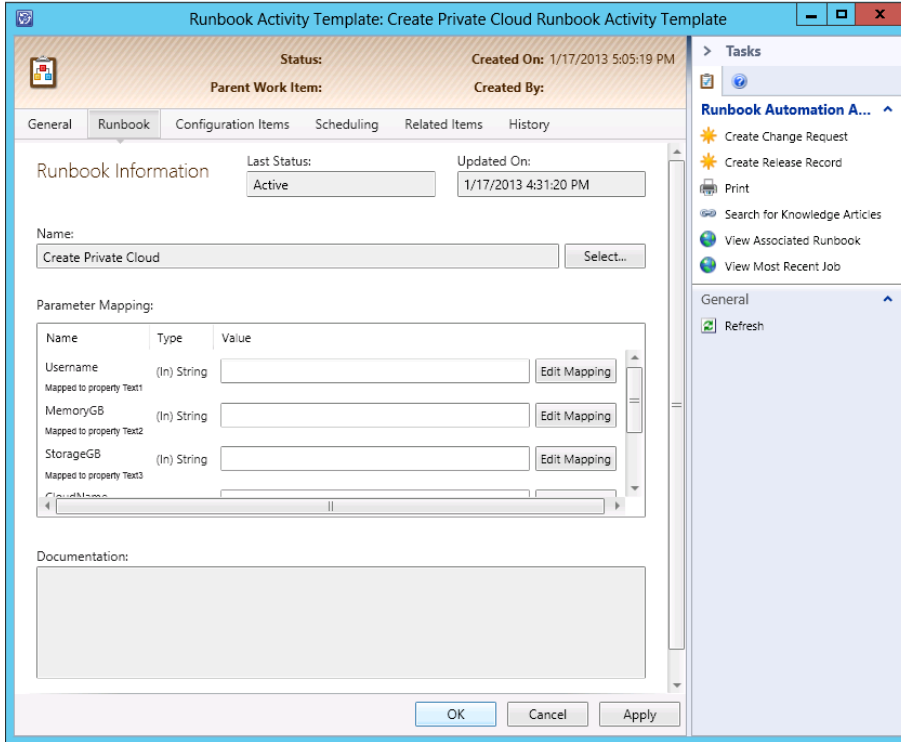 Runbook Activity Template: Create Private Cloud Runbook Activity Template
Status:
Created On: 1/17/2013 5:05:19 PM
Parent Work Item:
Created By:
General Runbook Configuration Items Scheduling Related Items History
Runbook Information
Last Status:
Active
Updated On:
1/17/2013 4:31:20 PM
Name:
Create Private Cloud
Select...
Parameter Mapping:
Name Type Value
Username
Mapped to property Text1
(In) String
Edit Mapping
MemoryGB
Mapped to property Text2
(In) String
Edit Mapping
StorageGB
Mapped to property Text3
(In) String
Edit Mapping
CloudName
Documentation:
OK Cancel Apply
Tasks
Runbook Automation A...
Create Change Request
Create Release Record
Print
Search for Knowledge Articles
View Associated Runbook
View Most Recent Job
General
Refresh